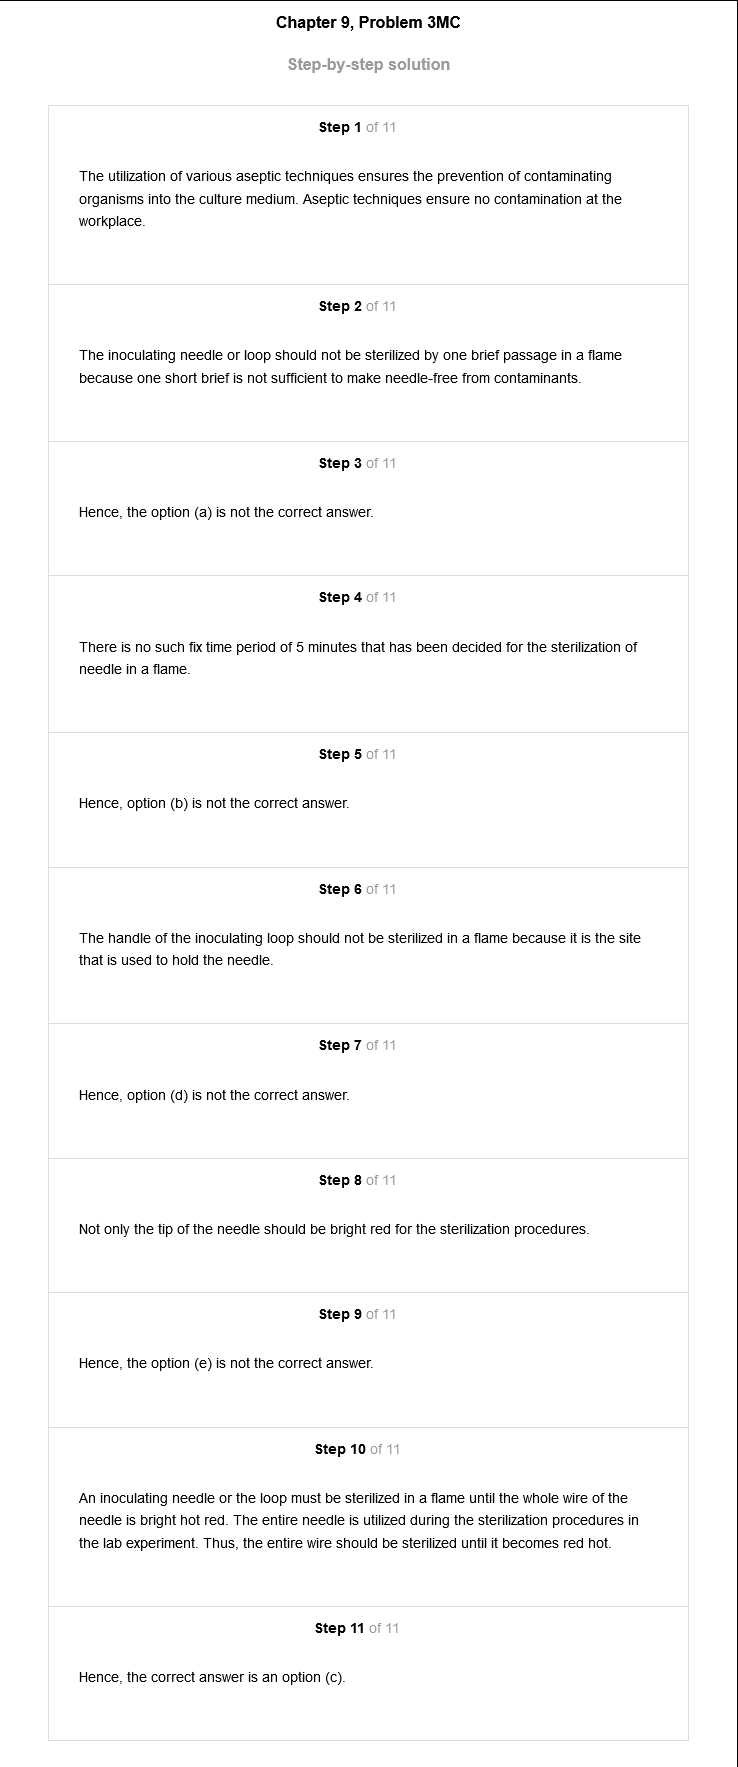 Chapter 9, Problem 3MC
Step-by-step solution
Step 1 of 11
The utilization of various aseptic techniques ensures the prevention of contaminating
organisms into the culture medium. Aseptic techniques ensure no contamination at the
workplace.
Step 2 of 11
The inoculating needle or loop should not be sterilized by one brief passage in a flame
because one short brief is not sufficient to make needle-free from contaminants.
Step 3 of 11
Hence, the option (a) is not the correct answer.
Step 4 of 11
There is no such fix time period of 5 minutes that has been decided for the sterilization of
needle in a flame.
Step 5 of 11
Hence, option (b) is not the correct answer.
Step 6 of 11
The handle of the inoculating loop should not be sterilized in a flame because it is the site
that is used to hold the needle.
Step 7 of 11
Hence, option (d) is not the correct answer.
Step 8 of 11
Not only the tip of the needle should be bright red for the sterilization procedures.
Step 9 of 11
Hence, the option (e) is not the correct answer.
Step 10 of 11
An inoculating needle or the loop must be sterilized in a flame until the whole wire of the
needle is bright hot red. The entire needle is utilized during the sterilization procedures in
the lab experiment. Thus, the entire wire should be sterilized until it becomes red hot.
Step 11 of 11
Hence, the correct answer is an option (c).